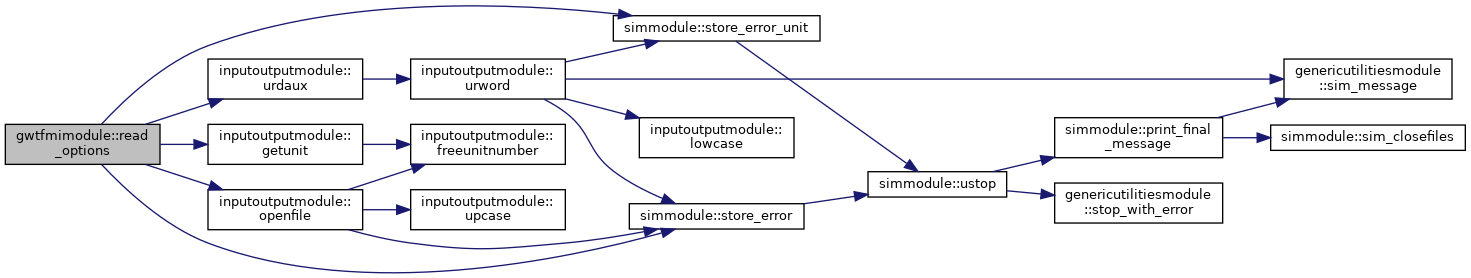 gwtfmimodule::read
_options
inputoutputmodule::
urdaux
inputoutputmodule::
getunit
inputoutputmodule::
openfile
inputoutputmodule::
urword
inputoutputmodule::
freeunitnumber
inputoutputmodule::
upcase
simmodule::store_error_unit
inputoutputmodule::
lowcase
simmodule::store_error
simmodule::ustop
simmodule::print_final
_message
genericutilitiesmodule
::stop_with_error
genericutilitiesmodule
::sim_message
simmodule::sim_closefiles